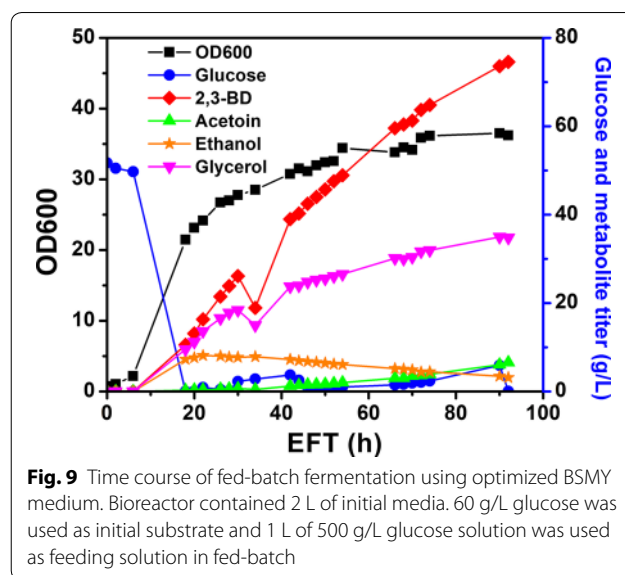 50
40
30
20
10
0
OD600
OD600
Glucose
2,3-BD
Acetoin
Ethanol
Glycerol
80
60
40
20
0
Glucose and metabolite titer (g/L)
0 20 40 60 80 100
EFT (h)
Fig. 9 Time course of fed-batch fermentation using optimized BSMY
medium. Bioreactor contained 2 L of initial media. 60 g/L glucose was
used as initial substrate and 1 L of 500 g/L glucose solution was used
as feeding solution in fed-batch